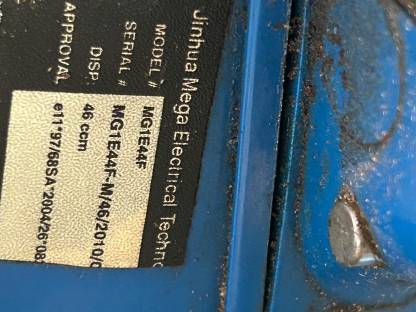 Jinhua Mega Electrical Techno
MODEL # MG1E44F
SERIAL # MG1E44F-M/46/2010/0
DISP. 46 ccm
APPROVAL e11*97/68SA*2004/26*08